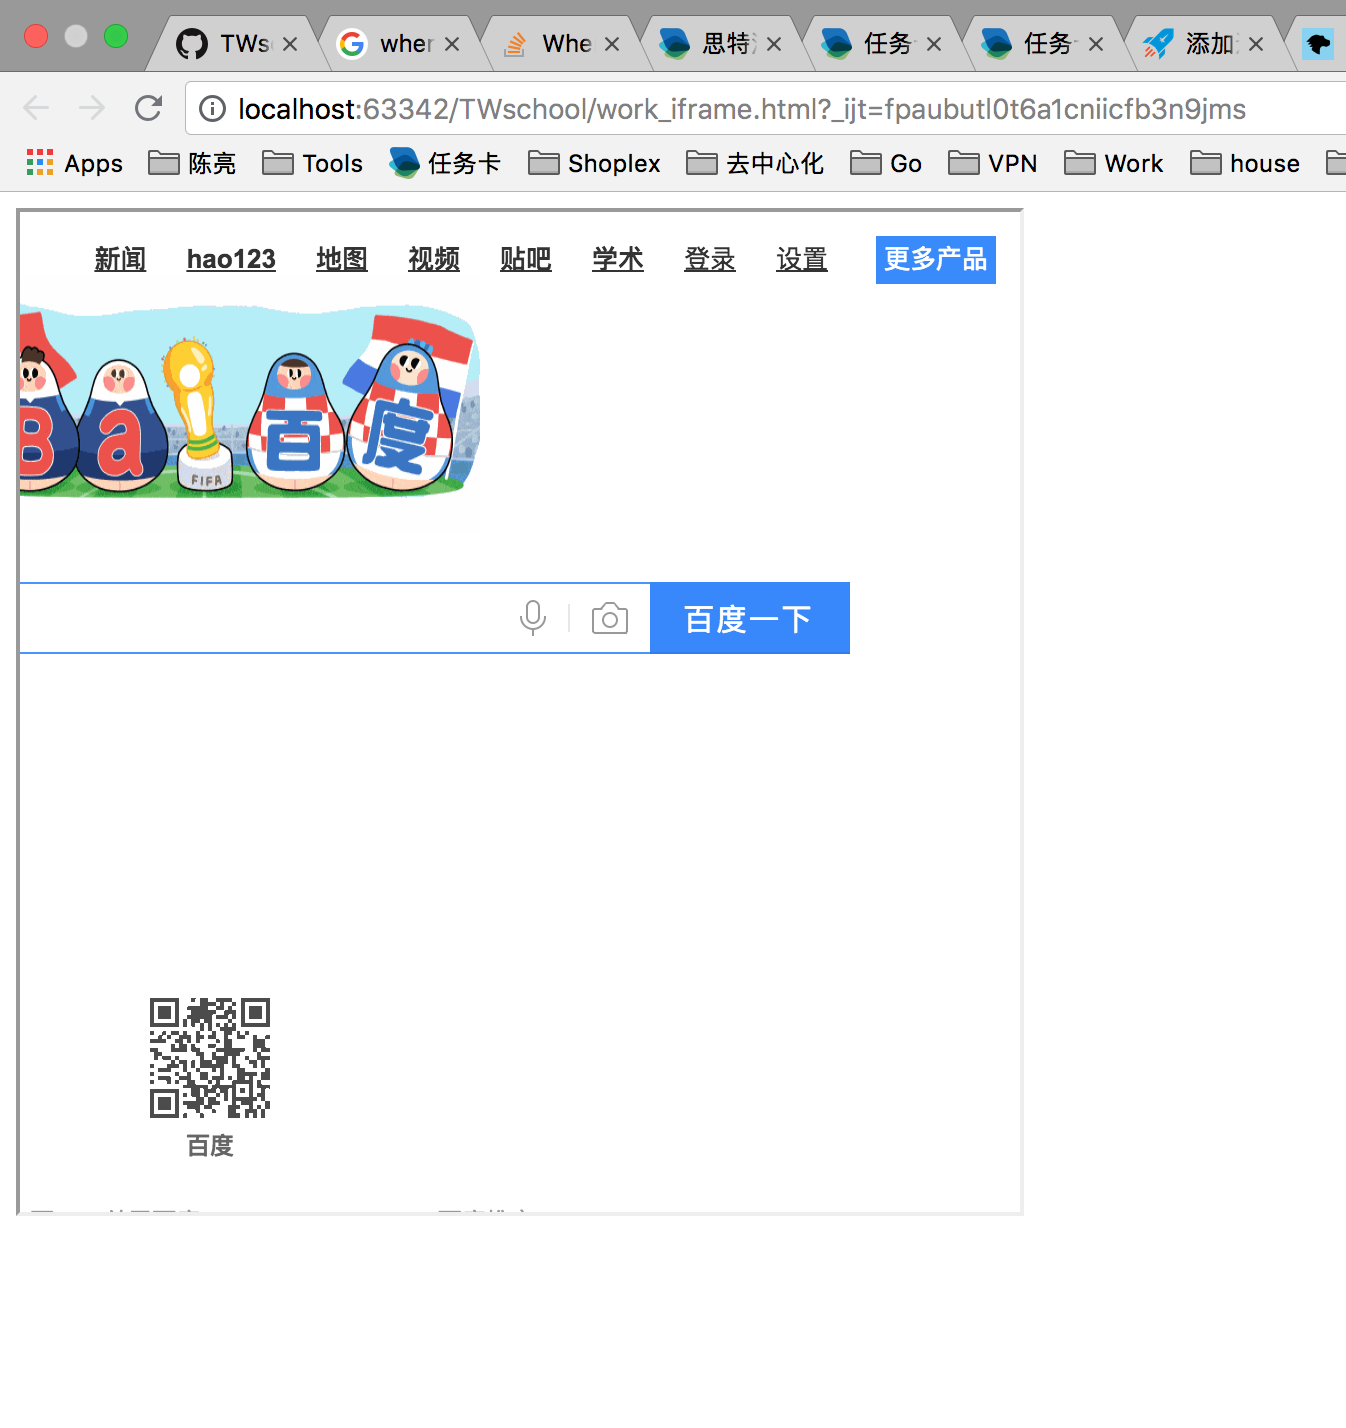 TWs wher Whe 思特 任务 任务 添加
localhost:63342/TWschool/work_iframe.html?_ijt=fpaubutl0t6a1cniicfb3n9jms
Apps 陈亮 Tools 任务卡 Shoplex 去中心化 Go VPN Work house
新闻 hao123 地图 视频 贴吧 学术 登录 设置 更多产品
B a 百 度
FIFA
百度一下
百度